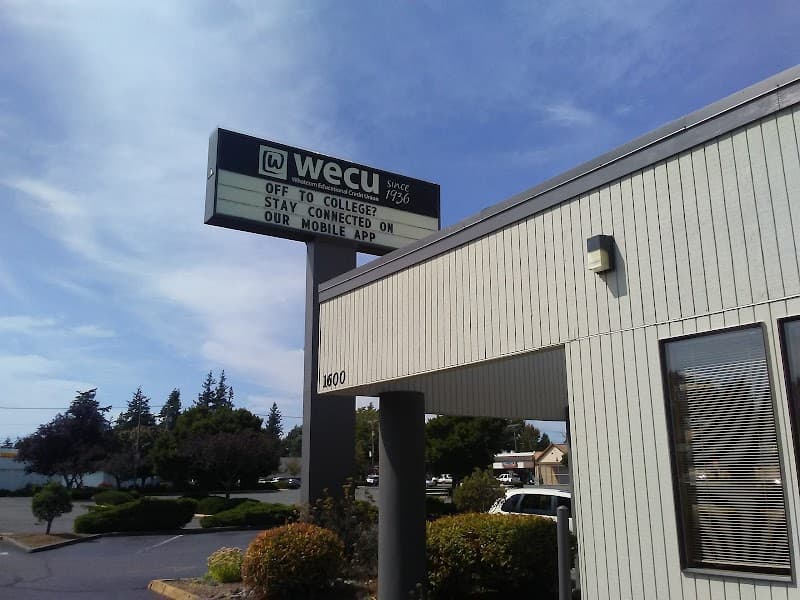 wecu
Whatcom Educational Credit Union
since
1936
OFF TO COLLEGE?
STAY CONNECTED ON
OUR MOBILE APP
1600